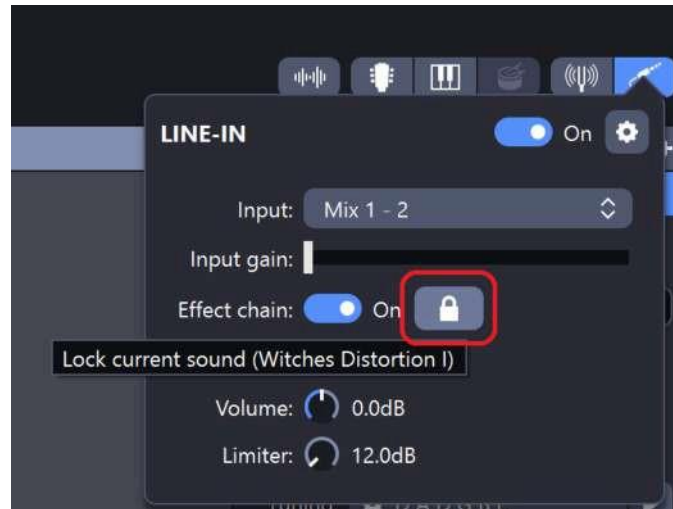 LINE-IN On
Input: Mix 1 - 2
Input gain:
Effect chain: On
Lock current sound (Witches Distortion I)
Volume: 0.0dB
Limiter: 12.0dB